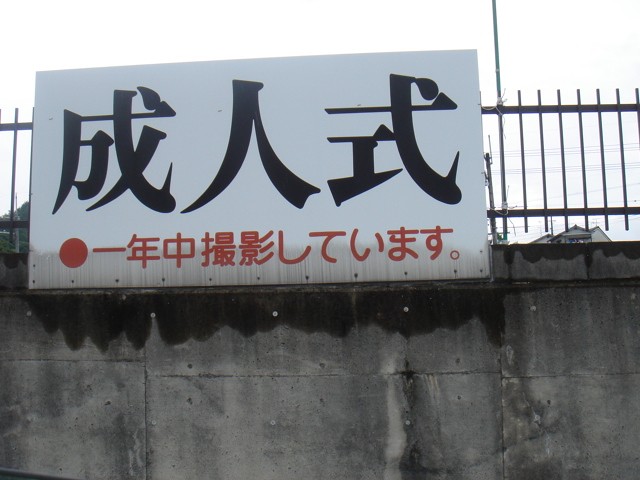 成人式
●一年中撮影しています。